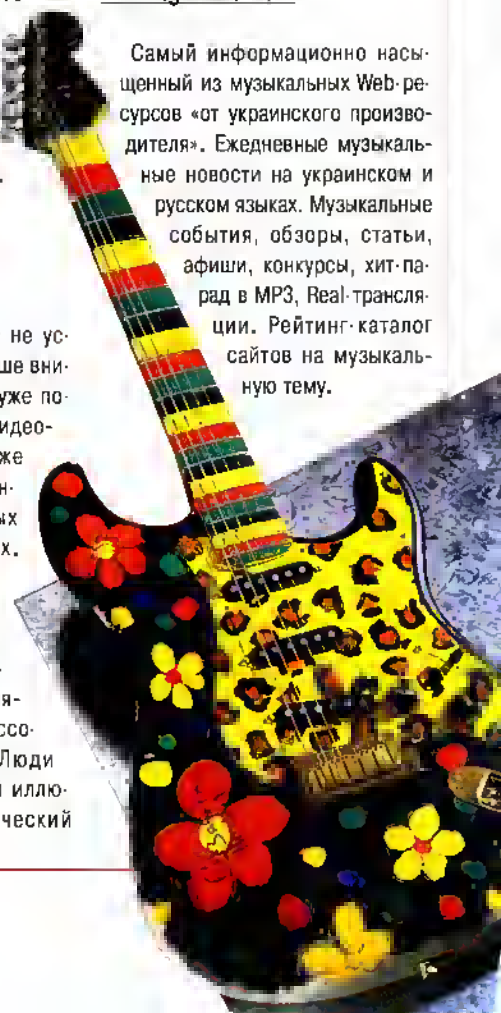 Самый информационно насы-
щенный из музыкальных Web-ре-
сурсов «от украинского произво-
дителя». Ежедневные музыкаль-
ные новости на украинском и
русском языках. Музыкальные
события, обзоры, статьи,
афиши, конкурсы, хит-па-
рад в MP3, Real-трансля-
ции. Рейтинг-каталог
сайтов на музыкаль-
ную тему.
не ус-
ше вни-
уже по-
идео-
же
н-
ых
х.
я-
ссо-
Люди
иллю-
ческий